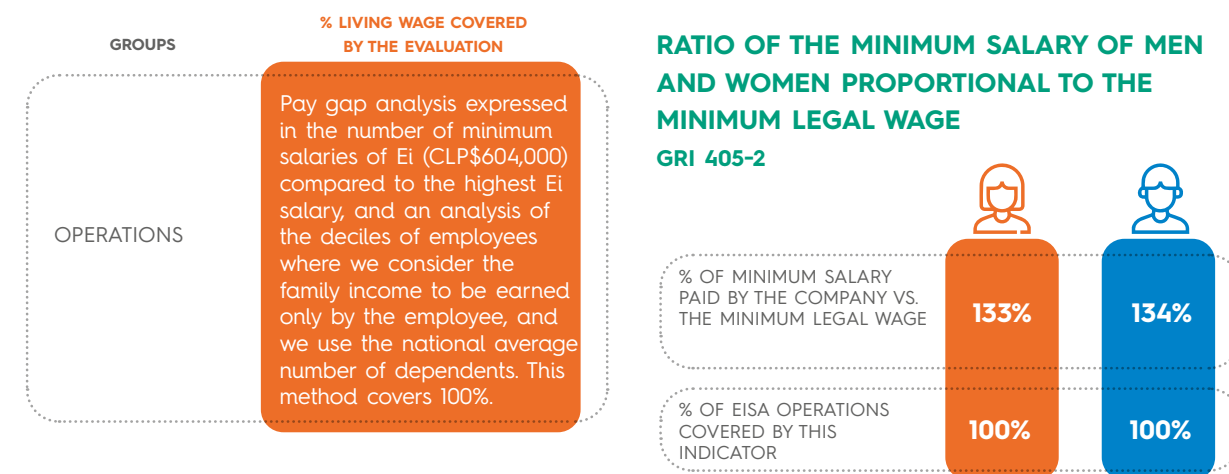 GROUPS
% LIVING WAGE COVERED
BY THE EVALUATION
OPERATIONS
Pay gap analysis expressed
in the number of minimum
salaries of Ei (CLP$604,000)
compared to the highest Ei
salary, and an analysis of
the deciles of employees
where we consider the
family income to be earned
only by the employee, and
we use the national average
number of dependents. This
method covers 100%.
RATIO OF THE MINIMUM SALARY OF MEN
AND WOMEN PROPORTIONAL TO THE
MINIMUM LEGAL WAGE
GRI 405-2
% OF MINIMUM SALARY
PAID BY THE COMPANY VS.
THE MINIMUM LEGAL WAGE
133%
134%
% OF EISA OPERATIONS
COVERED BY THIS
INDICATOR
100%
100%